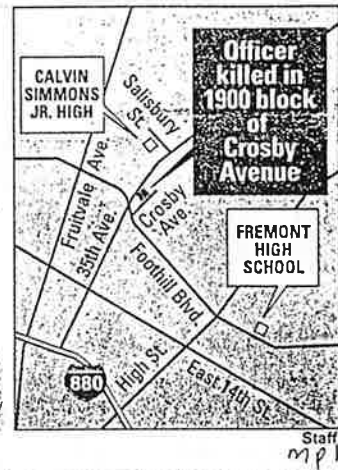 CALVIN
SIMMONS
JR. HIGH
Salisbury
St.
Officer
killed in
1900 block
of
Crosby
Avenue
Fruitvale Ave.
35th Ave.
Crosby Ave.
Foothill Blvd
FREMONT
HIGH
SCHOOL
880
High St.
East 14th St.
Staff